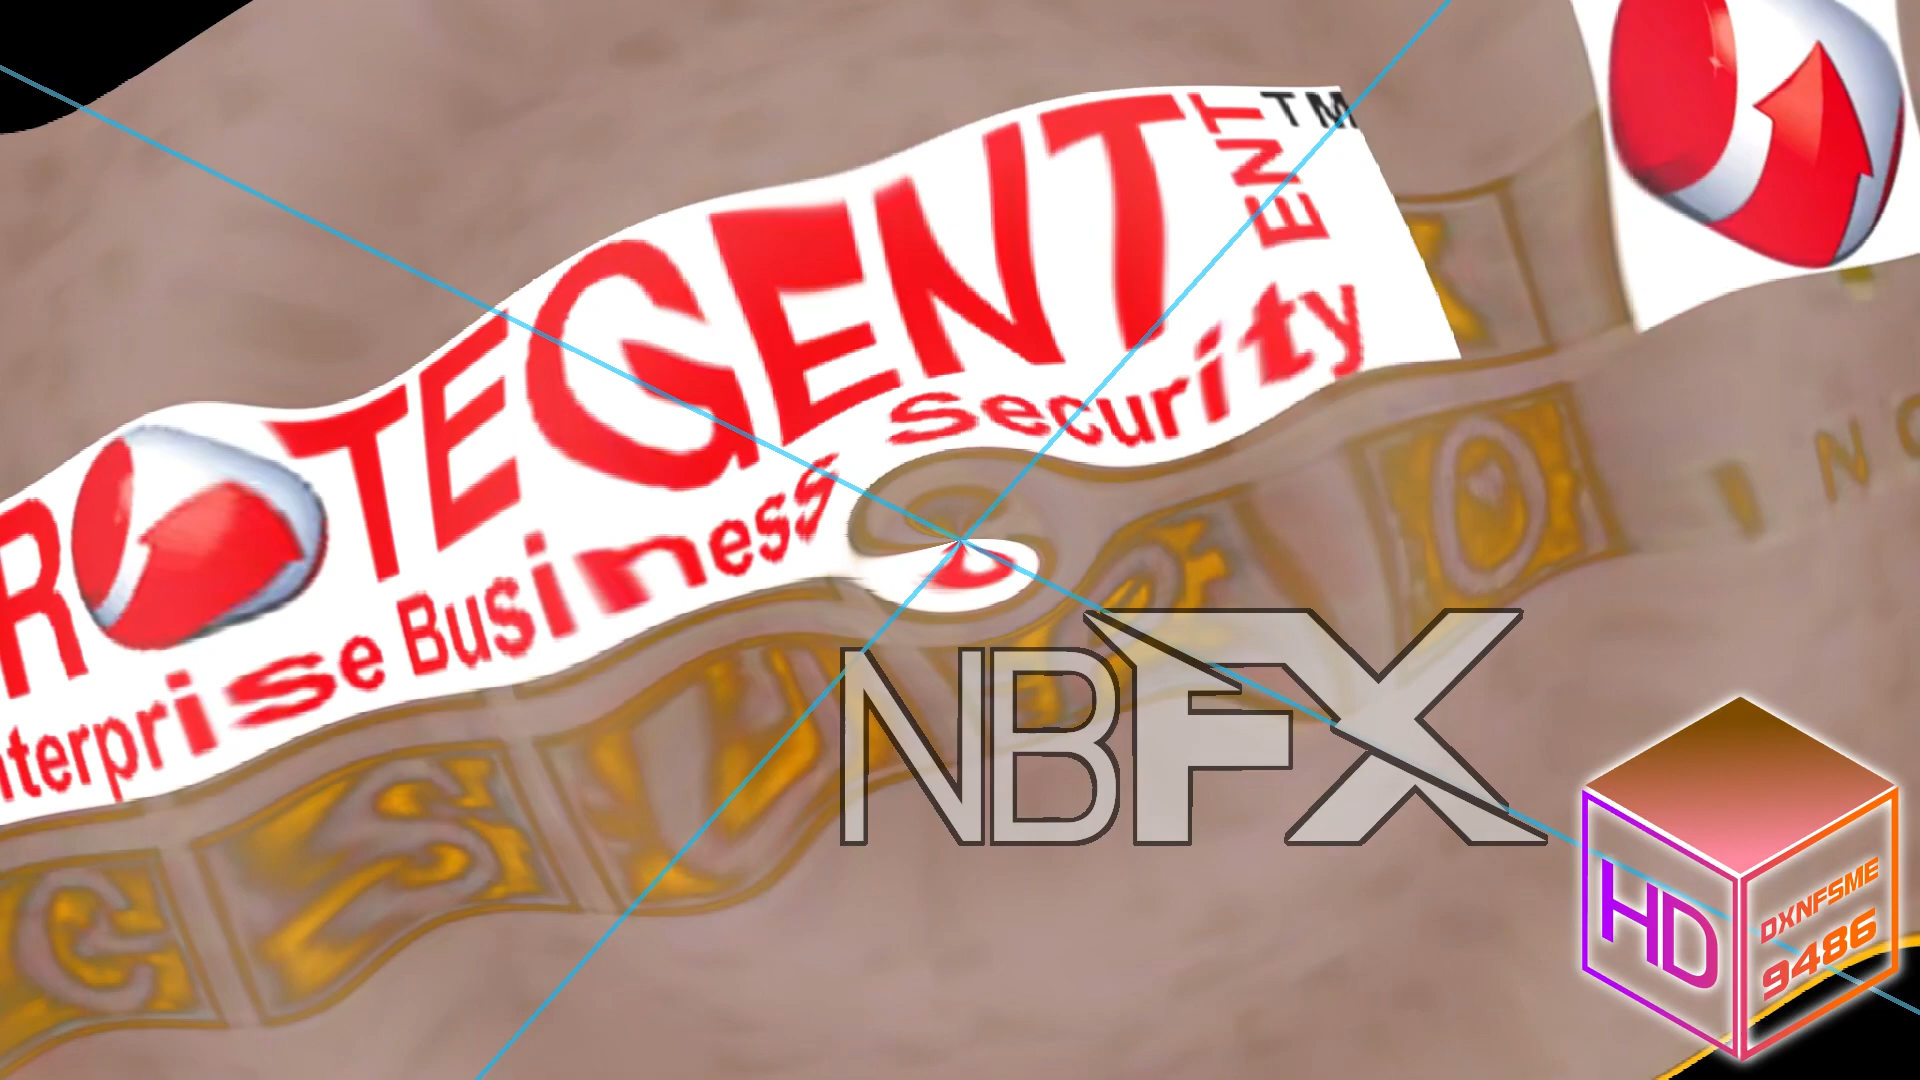 R TEGENT
ENT
TM
nterprise Business Security
NBFX
HD
DXNFSME
9486